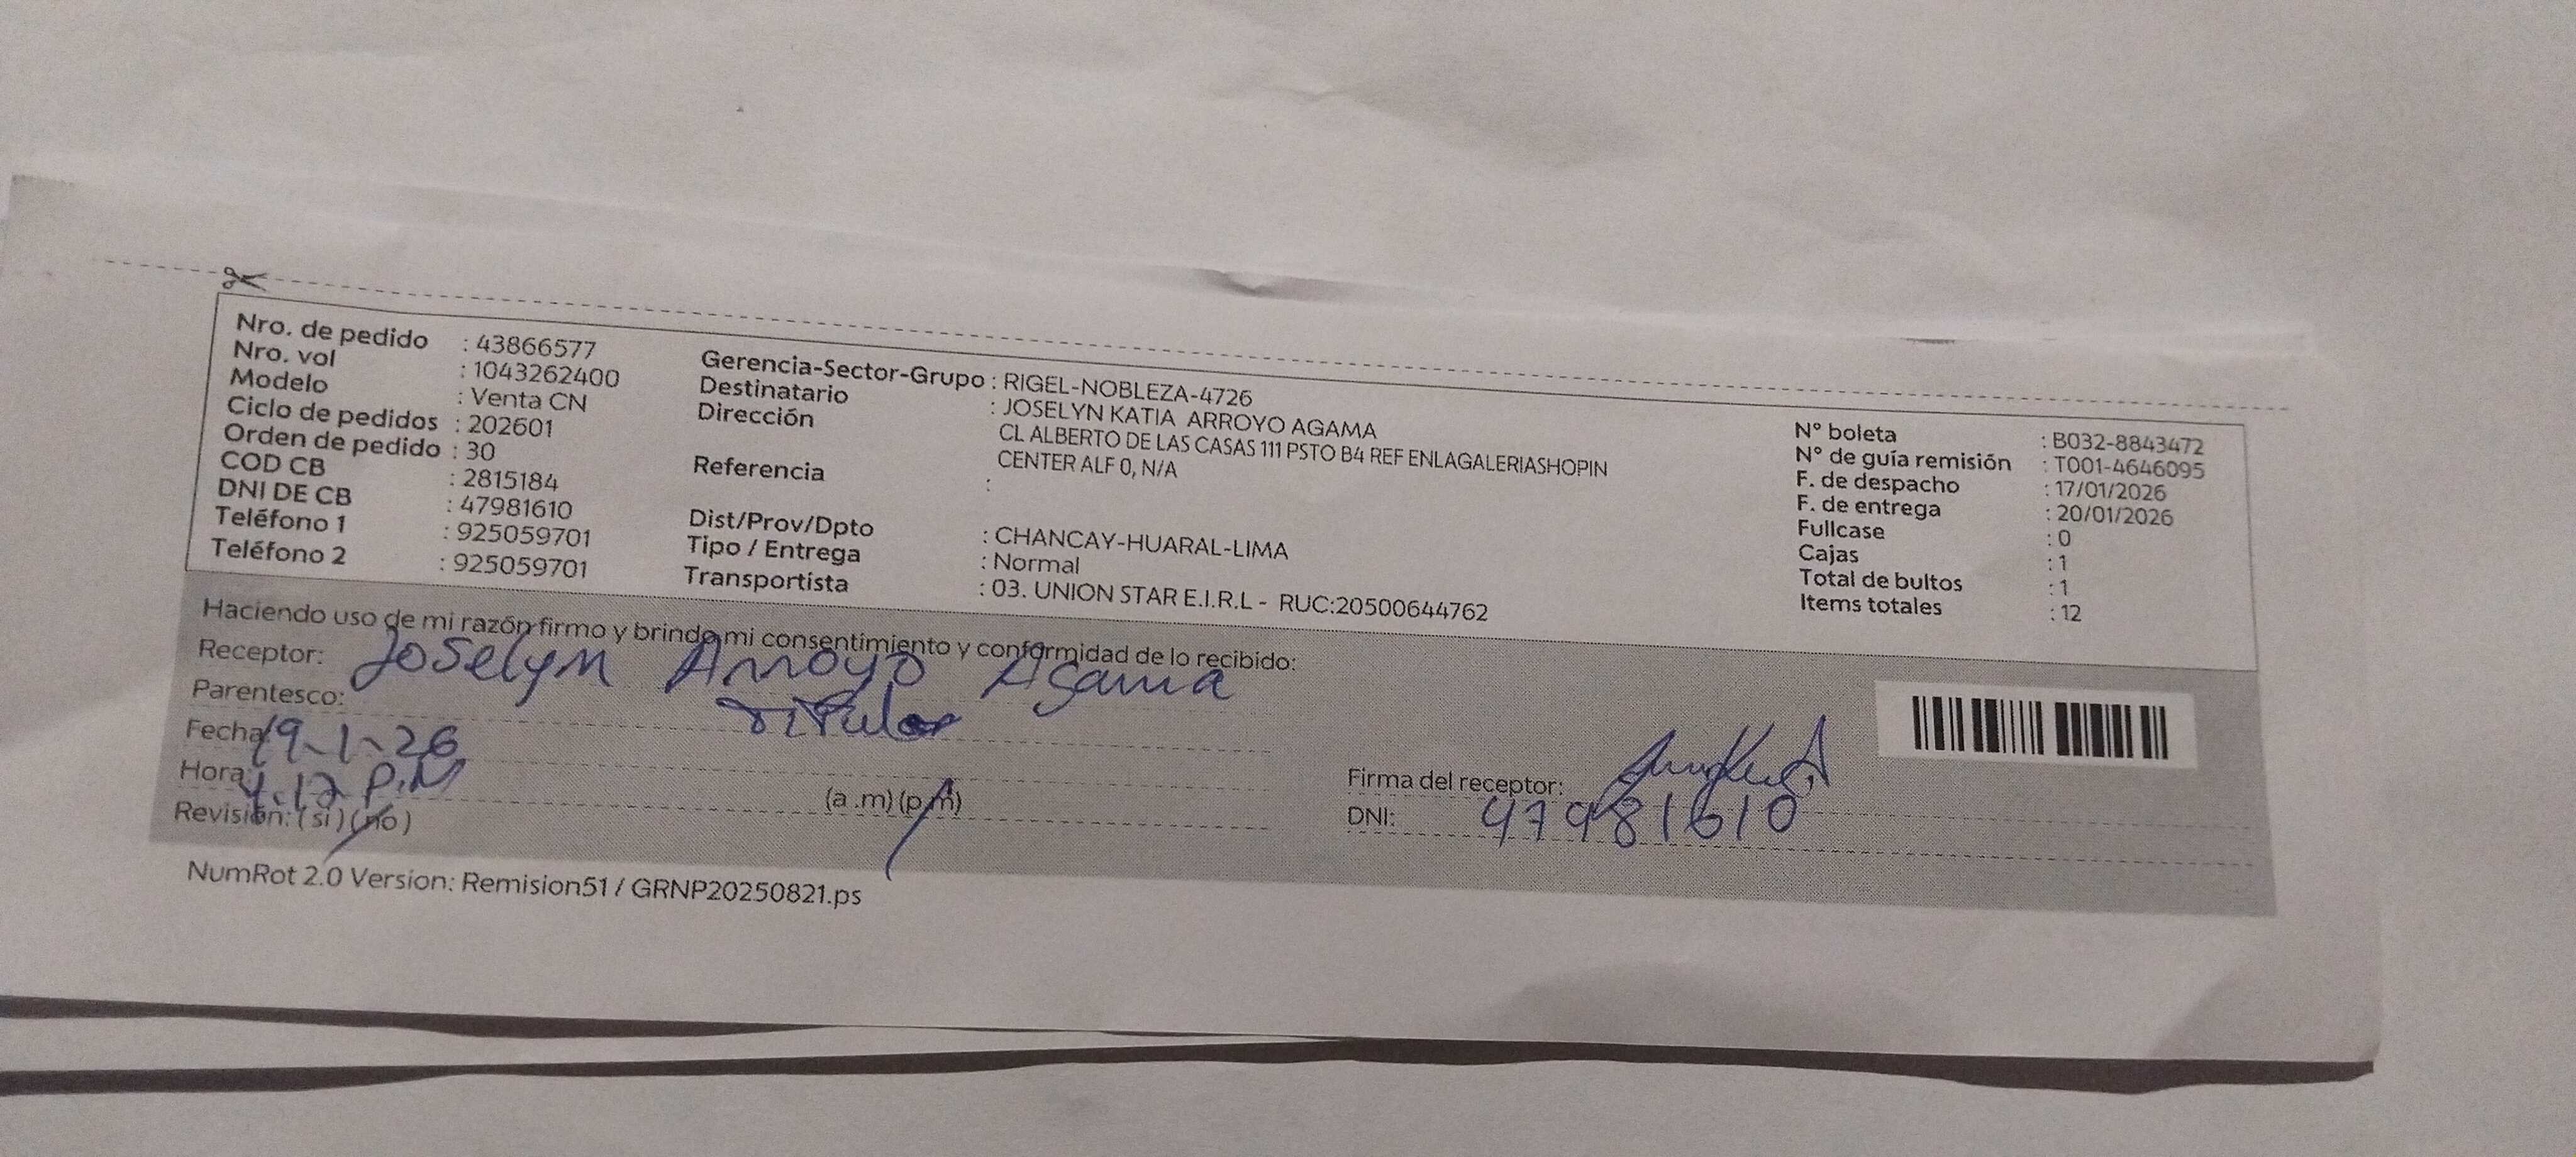 Nro. de pedido : 43866577
Nro. vol : 1043262400
Modelo : Venta CN
Ciclo de pedidos : 202601
Orden de pedido : 30
COD CB : 2815184
DNI DE CB : 47981610
Teléfono 1 : 925059701
Teléfono 2 : 925059701
Gerencia-Sector-Grupo : RIGEL-NOBLEZA-4726
Destinatario : JOSELYN KATIA ARROYO AGAMA
Dirección CL ALBERTO DE LAS CASAS 111 PSTO B4 REF ENLAGALERIASHOPIN
CENTER ALF 0, N/A
Referencia :
Dist/Prov/Dpto : CHANCAY-HUARAL-LIMA
Tipo / Entrega : Normal
Transportista : 03. UNION STAR E.I.R.L - RUC:20500644762
N° boleta : B032-8843472
N° de guía remisión : T001-4646095
F. de despacho : 17/01/2026
F. de entrega : 20/01/2026
Fullcase : 0
Cajas : 1
Total de bultos : 1
Items totales : 12
Haciendo uso de mi razón firmo y brindo mi consentimiento y conformidad de lo recibido:
Receptor: Joselyn Arroyo Agama
Parentesco: titular
Fecha: 19-1-26
Hora: 4:12 P.M (a .m) (p.m)
Revisión: (si) (no)
Firma del receptor:
DNI: 47981610
NumRot 2.0 Version: Remision51 / GRNP20250821.ps